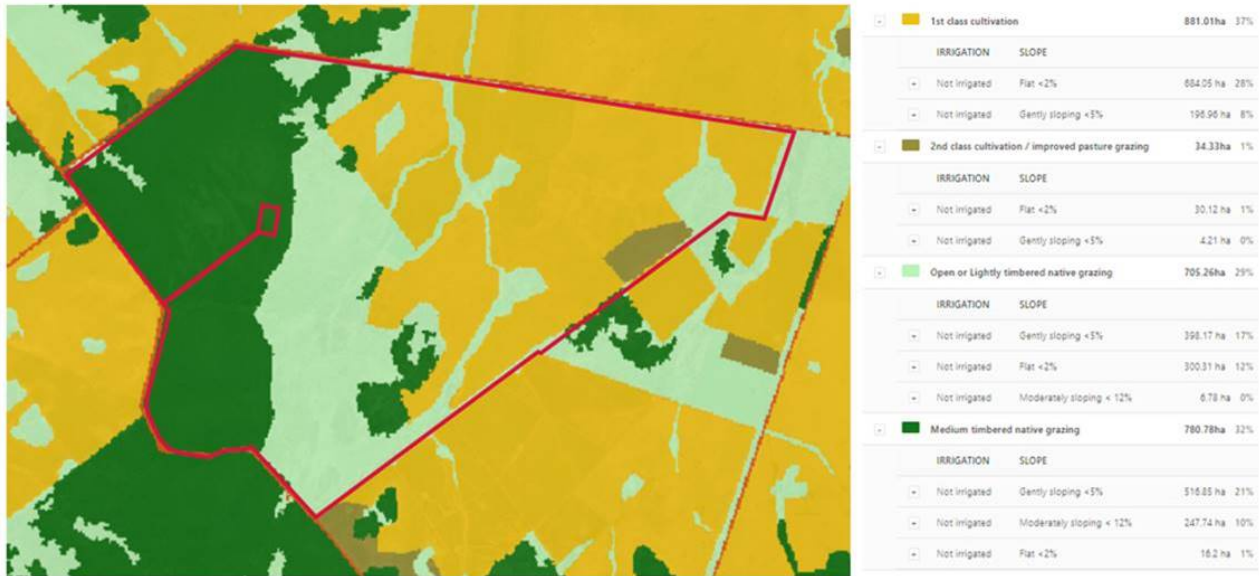 1st class cultivation 881.01ha 37%
IRRIGATION SLOPE
Not irrigated Flat <2% 684.05 ha 28%
Not irrigated Gently sloping <5% 196.96 ha 8%
2nd class cultivation / improved pasture grazing 34.33ha 1%
IRRIGATION SLOPE
Not irrigated Flat <2% 30.12 ha 1%
Not irrigated Gently sloping <5% 4.21 ha 0%
Open or Lightly timbered native grazing 705.26ha 29%
IRRIGATION SLOPE
Not irrigated Gently sloping <5% 398.17 ha 17%
Not irrigated Flat <2% 300.31 ha 12%
Not irrigated Moderately sloping < 12% 6.78 ha 0%
Medium timbered native grazing 780.78ha 32%
IRRIGATION SLOPE
Not irrigated Gently sloping <5% 516.85 ha 21%
Not irrigated Moderately sloping < 12% 247.74 ha 10%
Not irrigated Flat <2% 16.2 ha 1%